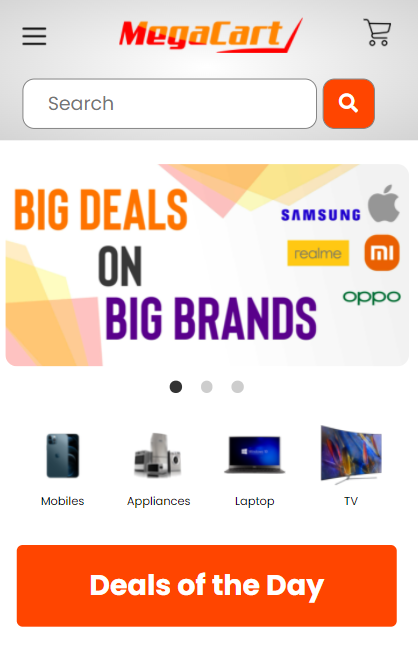 MegaCart
Search
BIG DEALS
ON
BIG BRANDS
SAMSUNG
realme
mi
oppo
Mobiles
Appliances
Laptop
TV
Deals of the Day